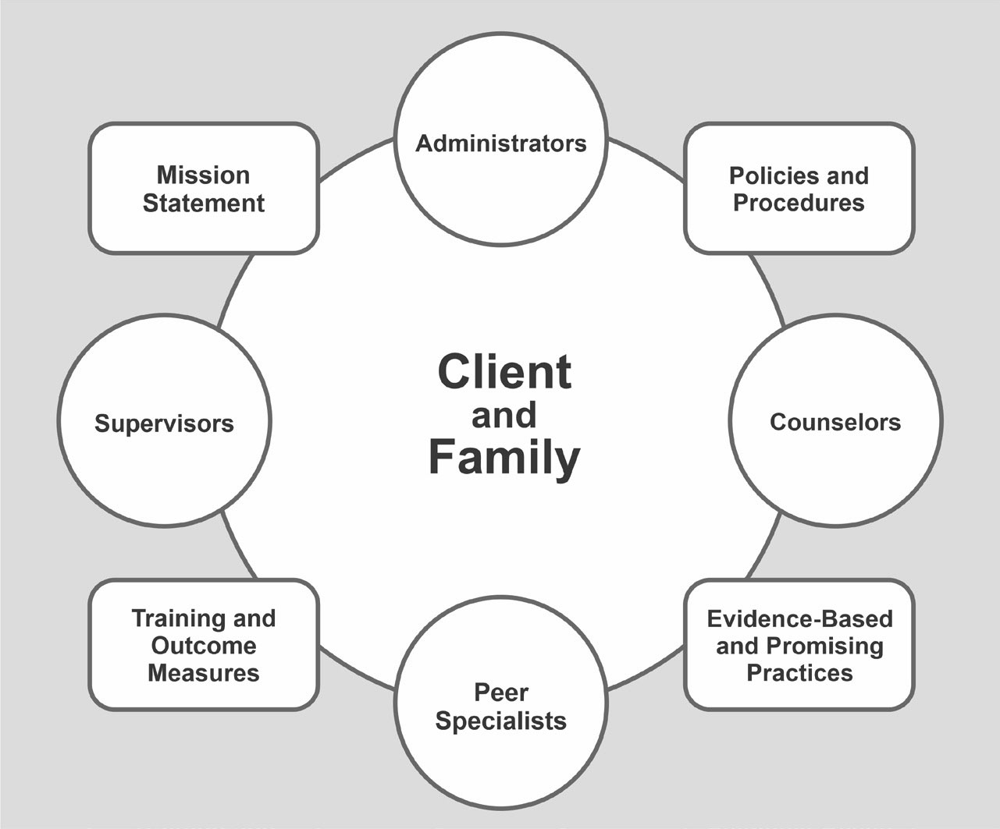 Administrators
Mission
Statement
Policies and
Procedures
Supervisors
Client
and
Family
Counselors
Training and
Outcome
Measures
Peer
Specialists
Evidence-Based
and Promising
Practices